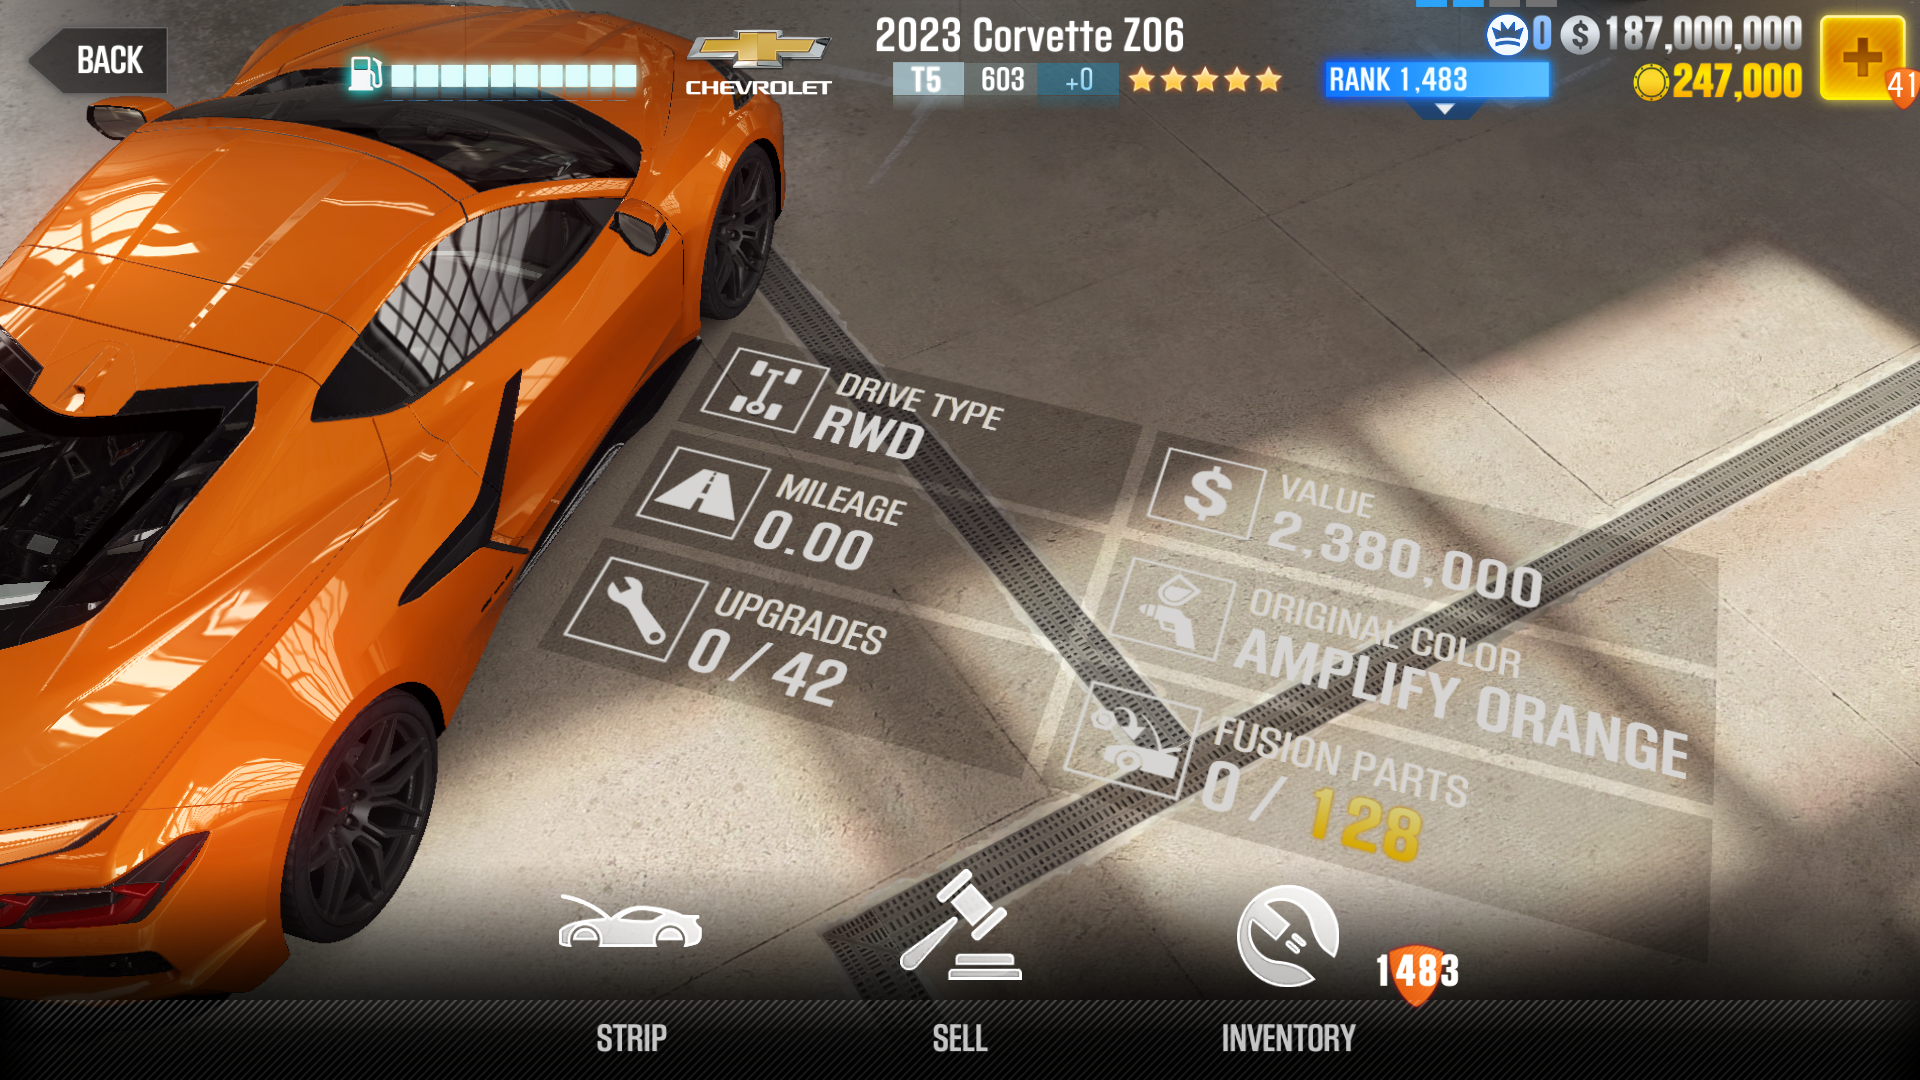 BACK
CHEVROLET
2023 Corvette Z06
T5 603 +0
RANK 1,483
0 $ 187,000,000
247,000
41
DRIVE TYPE
RWD
MILEAGE
0.00
UPGRADES
0/42
$ VALUE
2,380,000
ORIGINAL COLOR
AMPLIFY ORANGE
FUSION PARTS
0/128
1483
STRIP
SELL
INVENTORY